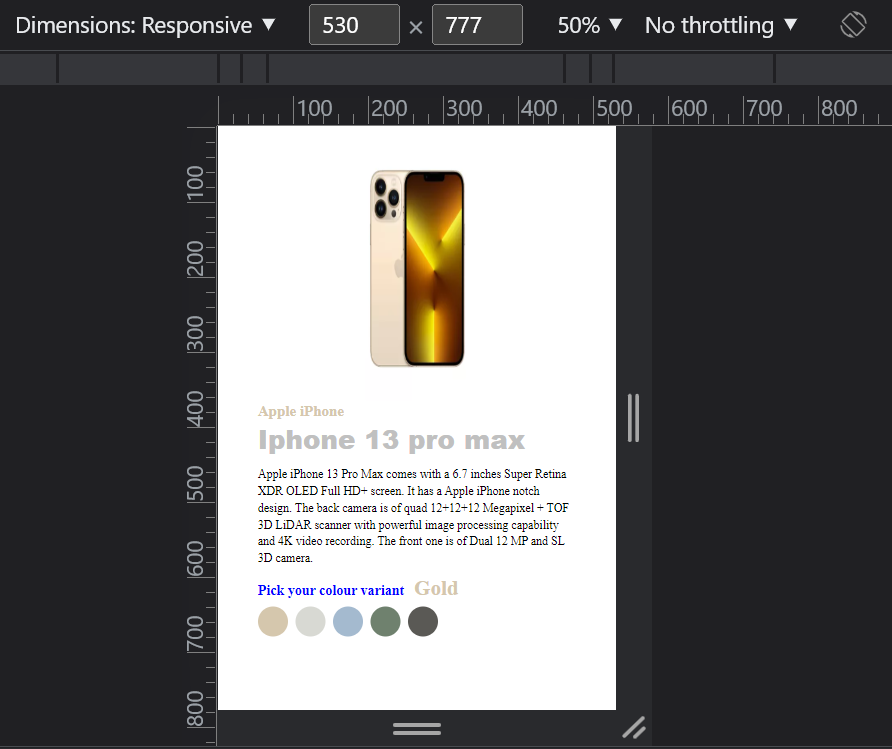 Dimensions: Responsive ▼ 530 × 777 50% ▼ No throttling ▼
100 200 300 400 500 600 700 800
100
200
300
400
500
600
700
800
Apple iPhone
Iphone 13 pro max
Apple iPhone 13 Pro Max comes with a 6.7 inches Super Retina
XDR OLED Full HD+ screen. It has a Apple iPhone notch
design. The back camera is of quad 12+12+12 Megapixel + TOF
3D LiDAR scanner with powerful image processing capability
and 4K video recording. The front one is of Dual 12 MP and SL
3D camera.
Pick your colour variant Gold